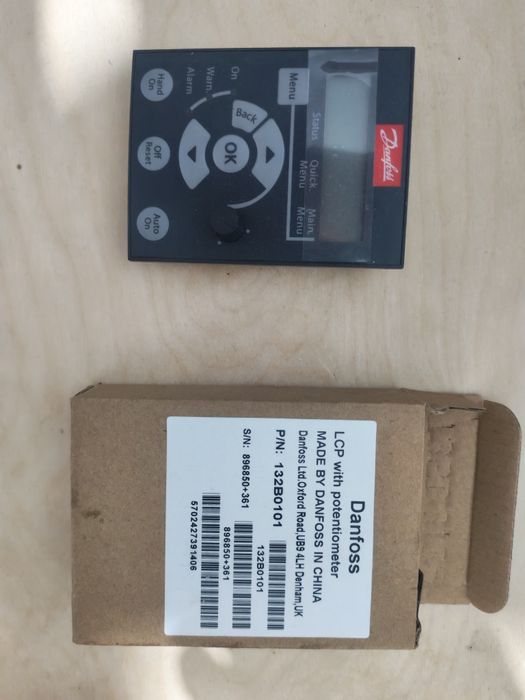 Danfoss
Menu
Status
Quick
Menu
Main
Menu
Back
OK
On
Warn.
Alarm
Hand
On
Off
Reset
Auto
On
Danfoss
LCP with potentiometer
MADE BY DANFOSS IN CHINA
Danfoss Ltd,Oxford Road,UB9 4LH Denham,UK
P/N: 132B0101
132B0101
S/N: 896850+361
896850+361
5702427391406